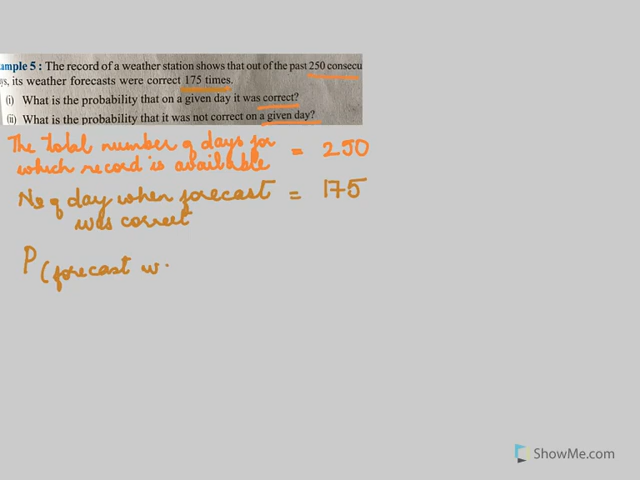 ample 5 : The record of a weather station shows that out of the past 250 consecu
ys, its weather forecasts were correct 175 times.
(i) What is the probability that on a given day it was correct?
(ii) What is the probability that it was not correct on a given day?
The total number of days for
which record is available = 250
No of day when forecast = 175
was correct
P (forecast w
ShowMe.com